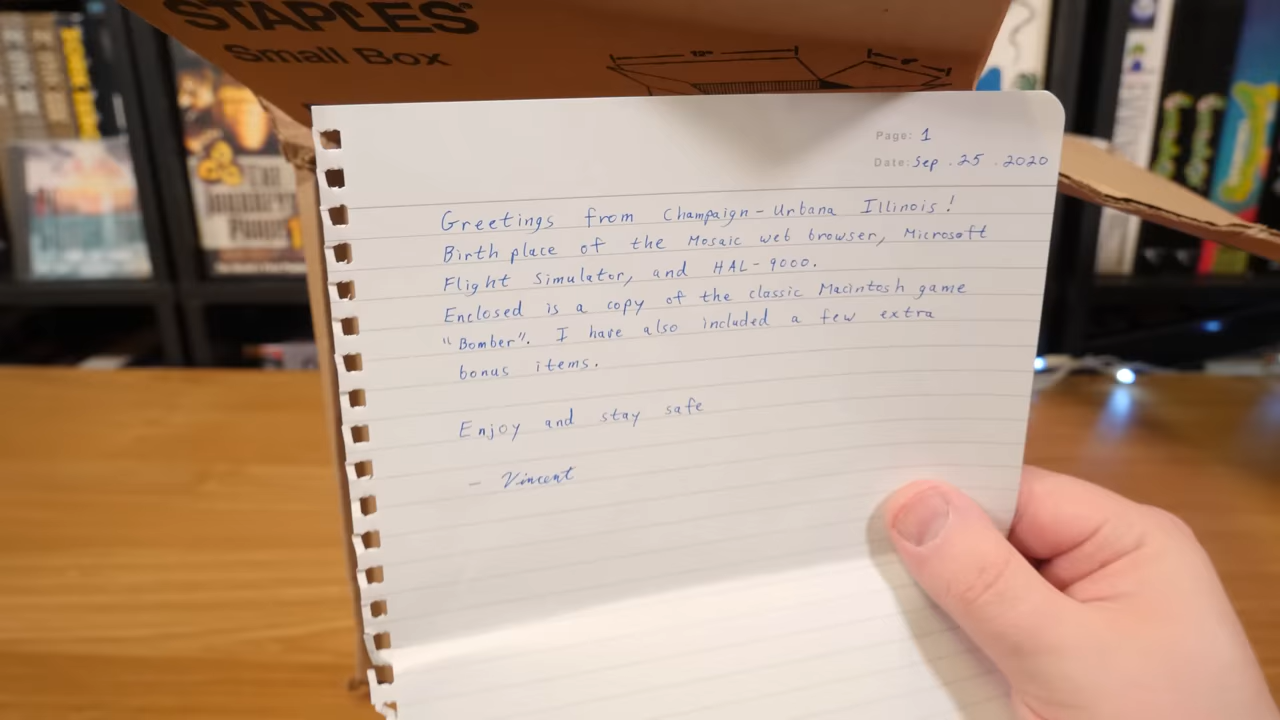 STAPLES
Small Box
12"
Page: 1
Date: Sep . 25 . 2020
Greetings from Champaign-Urbana Illinois!
Birth place of the Mosaic web browser, Microsoft
Flight Simulator, and HAL-9000.
Enclosed is a copy of the classic Macintosh game
"Bomber". I have also included a few extra
bonus items.
Enjoy and stay safe
- Vincent